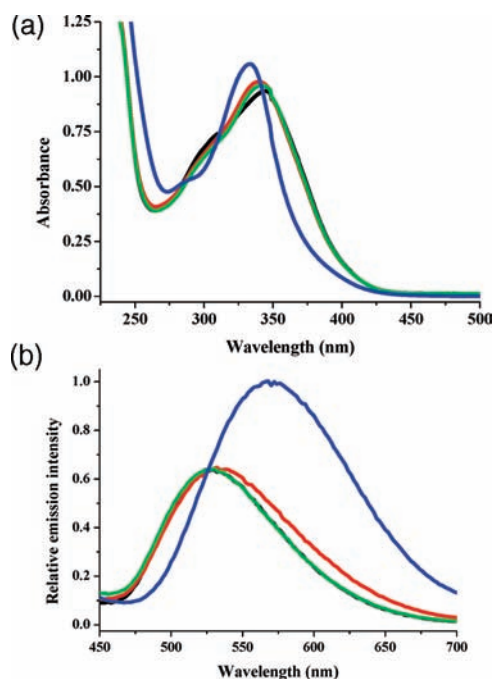 (a)
1.25
1.00
0.75
0.50
0.25
0.00
Absorbance
250 300 350 400 450 500
Wavelength (nm)
(b)
1.0
0.8
0.6
0.4
0.2
0.0
Relative emission intensity
450 500 550 600 650 700
Wavelength (nm)